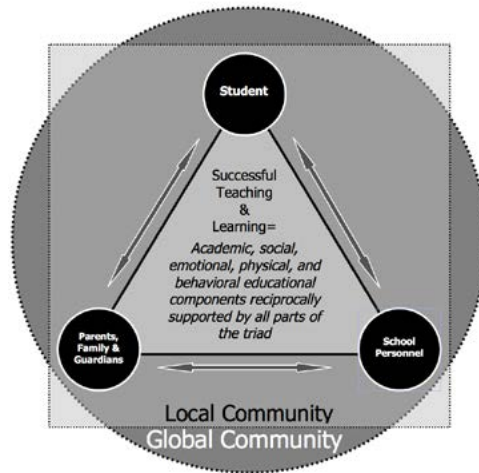 Student
Successful
Teaching
&
Learning=
Academic, social,
emotional, physical, and
behavioral educational
components reciprocally
supported by all parts of
the triad
Parents,
Family &
Guardians
School
Personnel
Local Community
Global Community